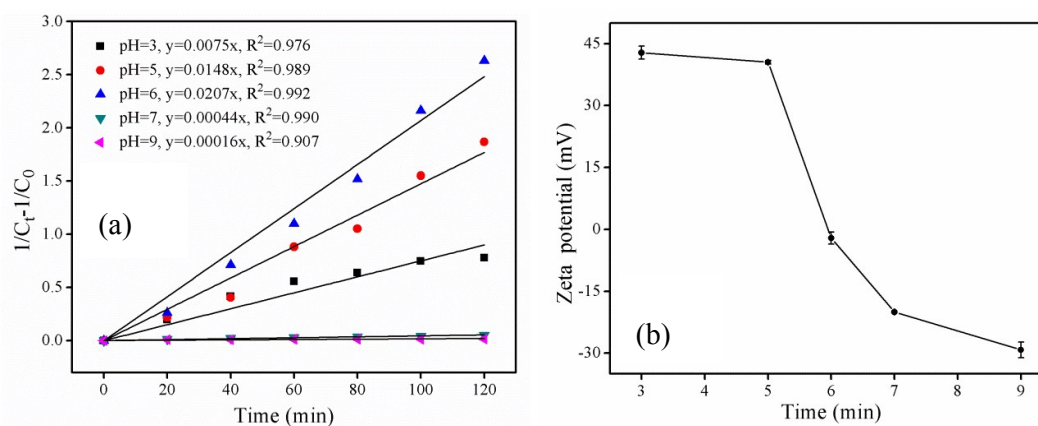 (a)
pH=3, y=0.0075x, R²=0.976
pH=5, y=0.0148x, R²=0.989
pH=6, y=0.0207x, R²=0.992
pH=7, y=0.00044x, R²=0.990
pH=9, y=0.00016x, R²=0.907
1/Cₜ-1/C₀
3.0
2.5
2.0
1.5
1.0
0.5
0.0
0 20 40 60 80 100 120
Time (min)
(b)
Zeta potential (mV)
45
30
15
0
-15
-30
3 4 5 6 7 8 9
Time (min)